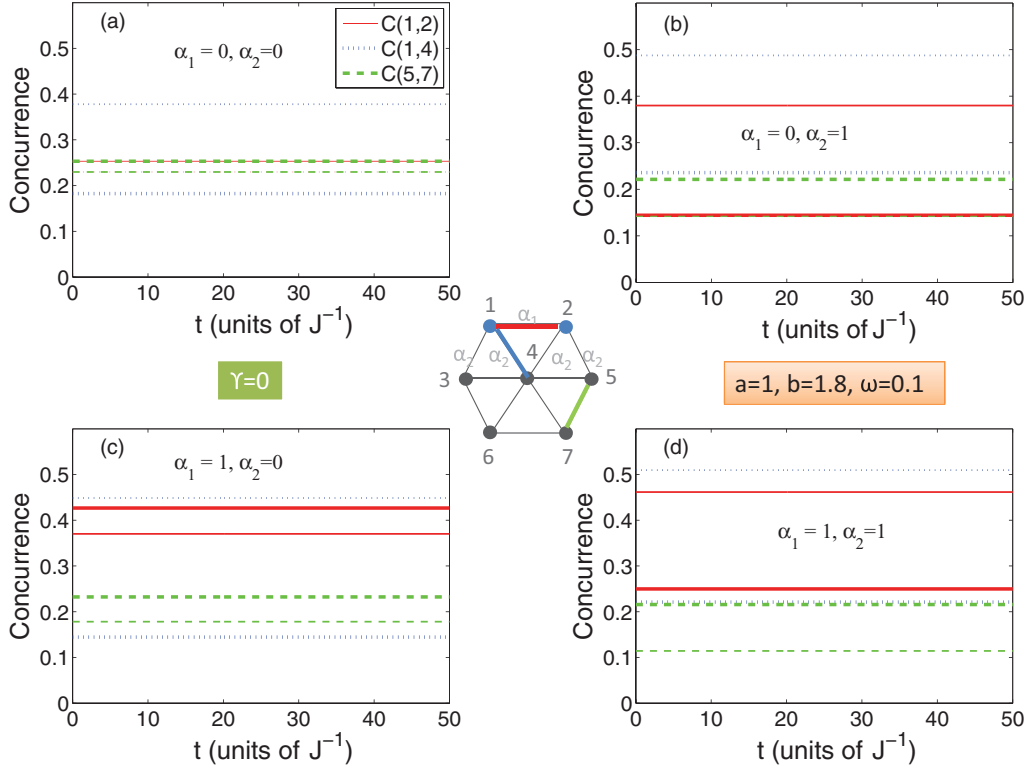 (a)
α₁ = 0, α₂=0
C(1,2)
C(1,4)
C(5,7)
Concurrence
0.5
0.4
0.3
0.2
0.1
0
0 10 20 30 40 50
t (units of J⁻¹)
(b)
α₁ = 0, α₂=1
Concurrence
0.5
0.4
0.3
0.2
0.1
0
0 10 20 30 40 50
t (units of J⁻¹)
ϒ=0
1 2
α₁
α₂ α₂ 4 α₂ α₂
3 5
6 7
a=1, b=1.8, ω=0.1
(c)
α₁ = 1, α₂=0
Concurrence
0.5
0.4
0.3
0.2
0.1
0
0 10 20 30 40 50
t (units of J⁻¹)
(d)
α₁ = 1, α₂=1
Concurrence
0.5
0.4
0.3
0.2
0.1
0
0 10 20 30 40 50
t (units of J⁻¹)